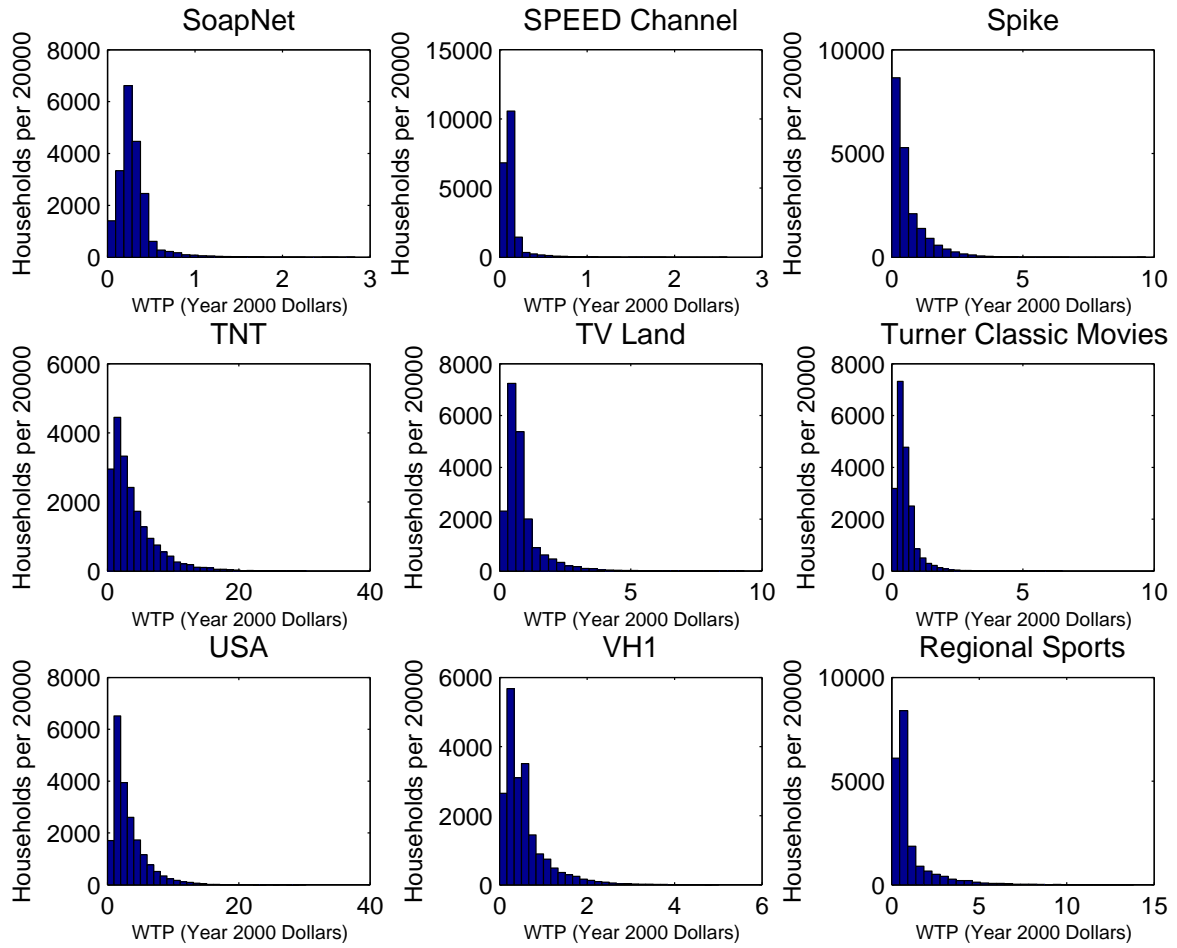 SoapNet
8000
6000
4000
2000
0
0 1 2 3
Households per 20000
WTP (Year 2000 Dollars)
SPEED Channel
15000
10000
5000
0
0 1 2 3
Households per 20000
WTP (Year 2000 Dollars)
Spike
10000
5000
0
0 5 10
Households per 20000
WTP (Year 2000 Dollars)
TNT
6000
4000
2000
0
0 20 40
Households per 20000
WTP (Year 2000 Dollars)
TV Land
8000
6000
4000
2000
0
0 5 10
Households per 20000
WTP (Year 2000 Dollars)
Turner Classic Movies
8000
6000
4000
2000
0
0 5 10
Households per 20000
WTP (Year 2000 Dollars)
USA
8000
6000
4000
2000
0
0 20 40
Households per 20000
WTP (Year 2000 Dollars)
VH1
6000
4000
2000
0
0 2 4 6
Households per 20000
WTP (Year 2000 Dollars)
Regional Sports
10000
5000
0
0 5 10 15
Households per 20000
WTP (Year 2000 Dollars)